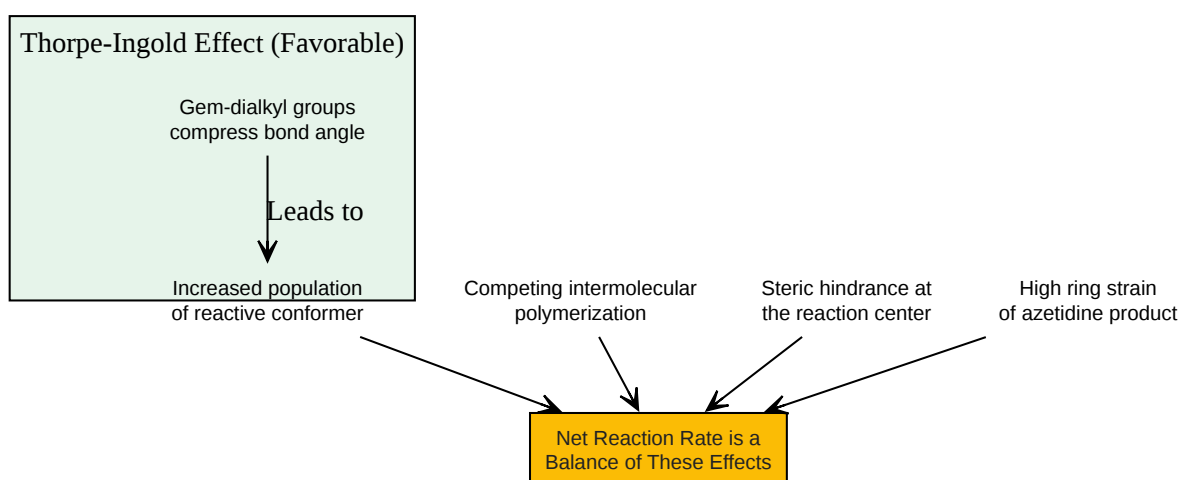 Thorpe-Ingold Effect (Favorable)
Gem-dialkyl groups
compress bond angle
Leads to
Increased population
of reactive conformer
Competing intermolecular
polymerization
Steric hindrance at
the reaction center
High ring strain
of azetidine product
Net Reaction Rate is a
Balance of These Effects